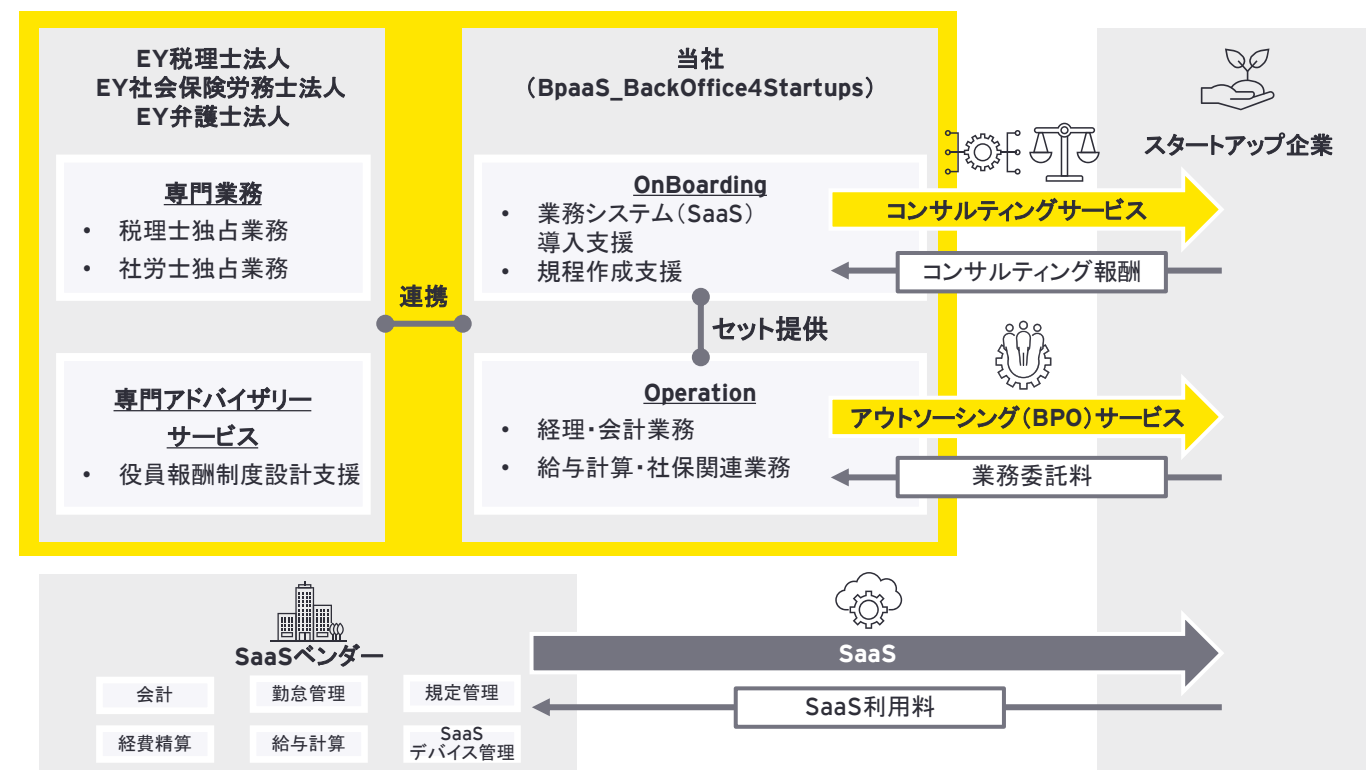 EY税理士法人
EY社会保険労務士法人
EY弁護士法人
専門業務
• 税理士独占業務
• 社労士独占業務
専門アドバイザリー
サービス
• 役員報酬制度設計支援
連携
当社
（BpaaS_BackOffice4Startups）
OnBoarding
• 業務システム（SaaS）
導入支援
• 規程作成支援
セット提供
Operation
• 経理・会計業務
• 給与計算・社保関連業務
スタートアップ企業
コンサルティングサービス
コンサルティング報酬
アウトソーシング（BPO）サービス
業務委託料
SaaSベンダー
会計
勤怠管理
規定管理
経費精算
給与計算
SaaS
デバイス管理
SaaS
SaaS利用料